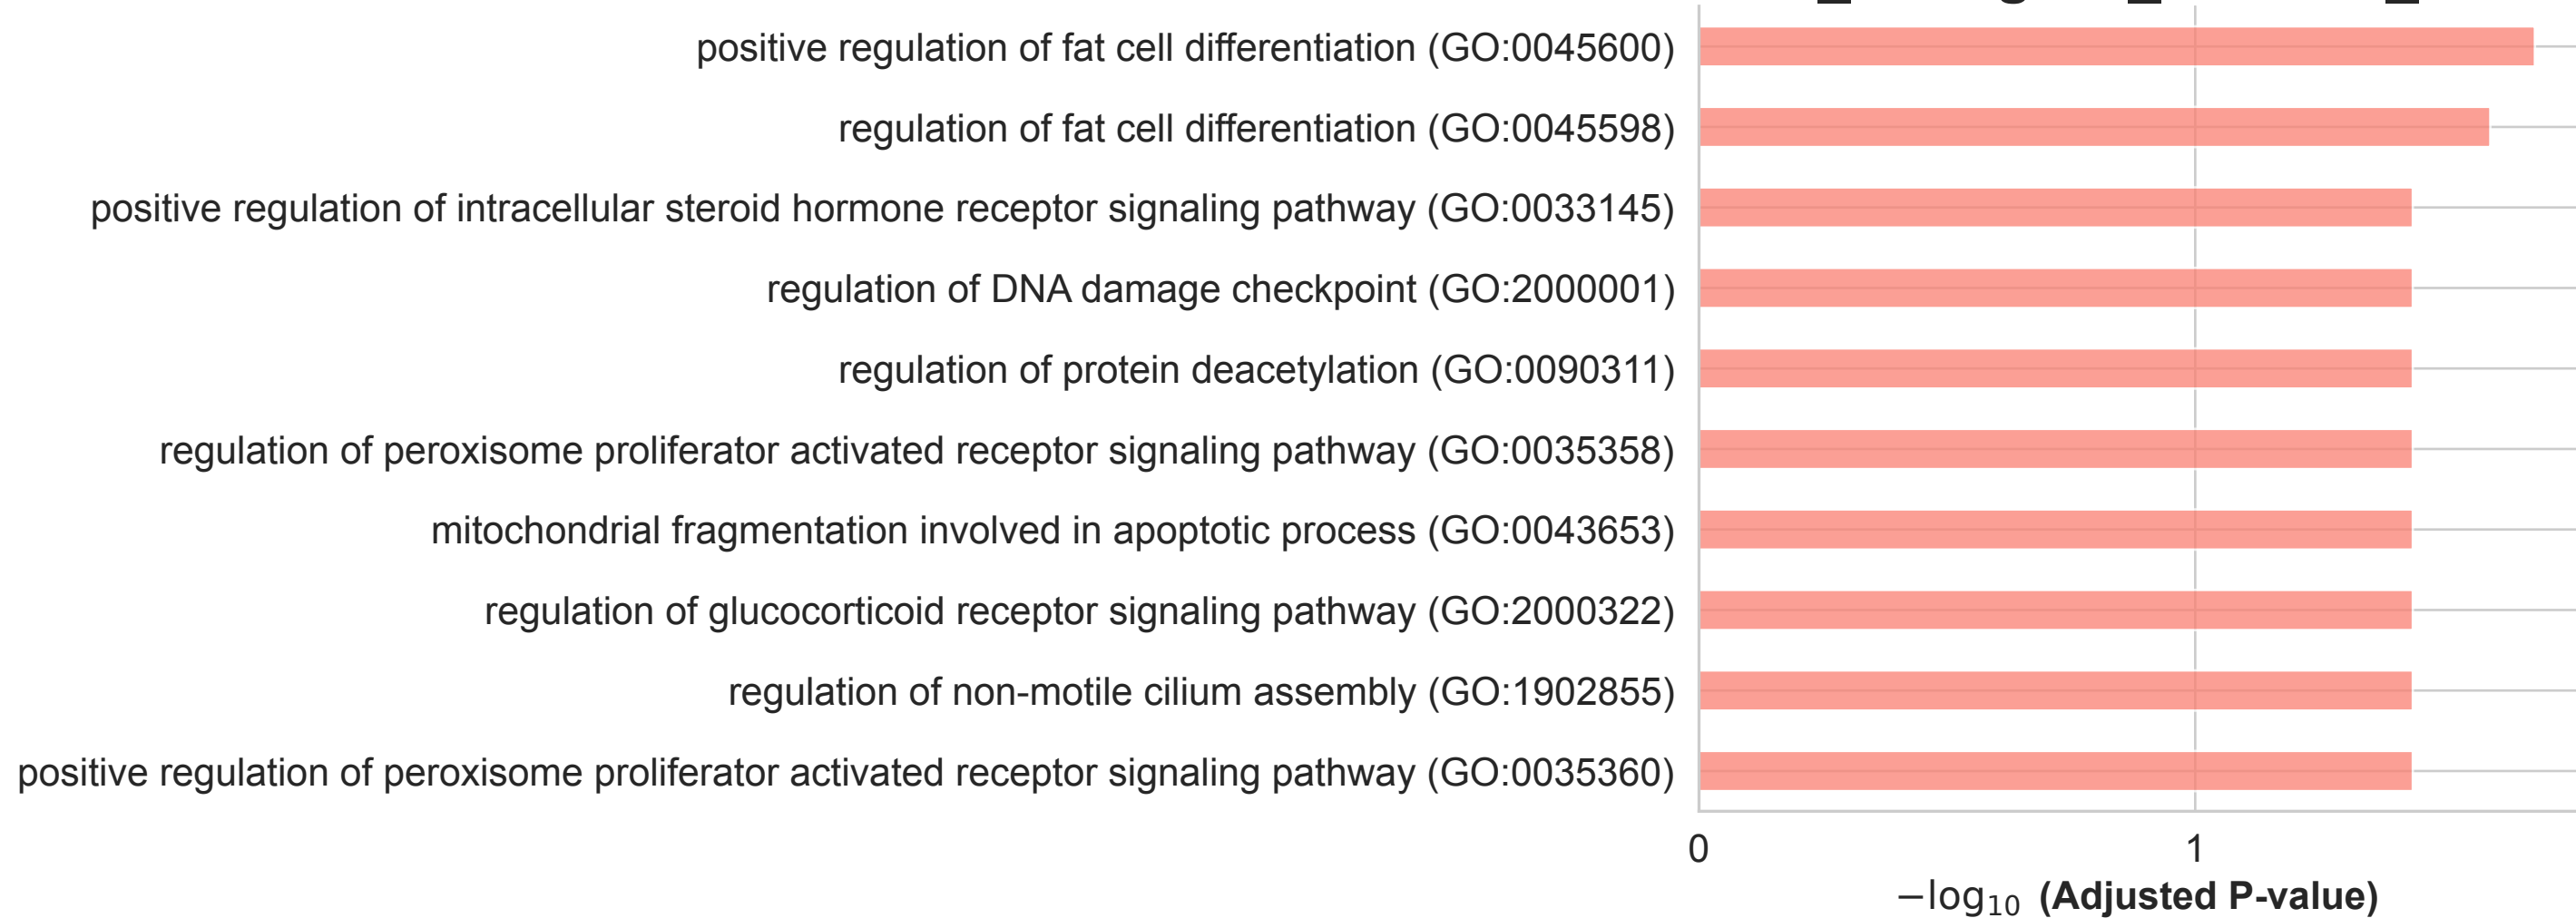 positive regulation of fat cell differentiation (GO:0045600)
regulation of fat cell differentiation (GO:0045598)
positive regulation of intracellular steroid hormone receptor signaling pathway (GO:0033145)
regulation of DNA damage checkpoint (GO:2000001)
regulation of protein deacetylation (GO:0090311)
regulation of peroxisome proliferator activated receptor signaling pathway (GO:0035358)
mitochondrial fragmentation involved in apoptotic process (GO:0043653)
regulation of glucocorticoid receptor signaling pathway (GO:2000322)
regulation of non-motile cilium assembly (GO:1902855)
positive regulation of peroxisome proliferator activated receptor signaling pathway (GO:0035360)
0 1
−log₁₀ (Adjusted P-value)